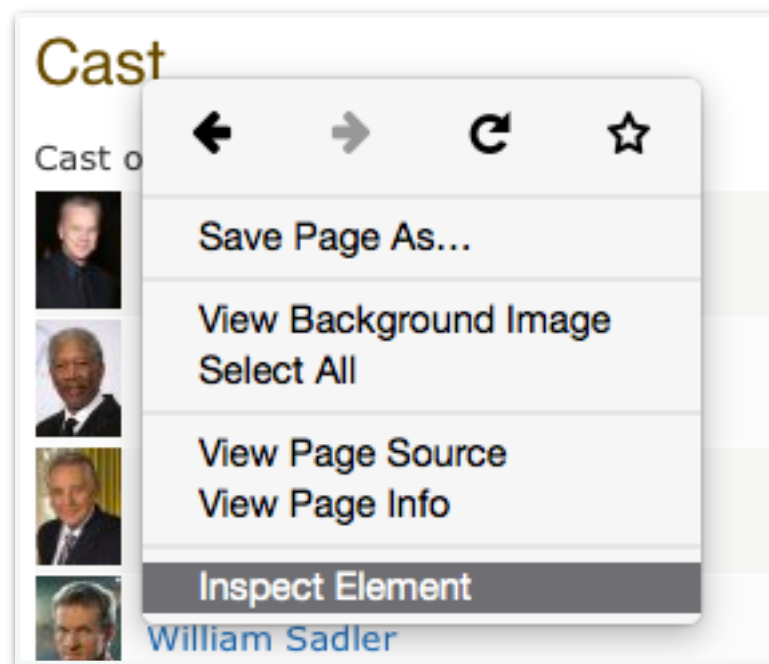 Cast
Cast o
Save Page As...
View Background Image
Select All
View Page Source
View Page Info
Inspect Element
William Sadler